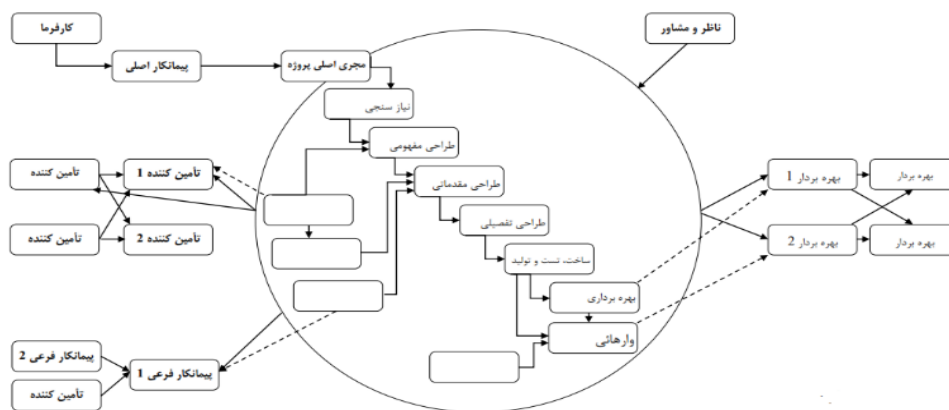 کارفرما
ناظر و مشاور
پیمانکار اصلی
مجری اصلی پروژه
نیاز سنجی
طراحی مفهومی
تأمین کننده
تأمین کننده 1
طراحی مقدماتی
بهره بردار 1
بهره بردار
طراحی تفصیلی
تأمین کننده
تأمین کننده 2
بهره بردار 2
بهره بردار
ساخت، تست و تولید
بهره برداری
وارهائی
پیمانکار فرعی 2
پیمانکار فرعی 1
تأمین کننده